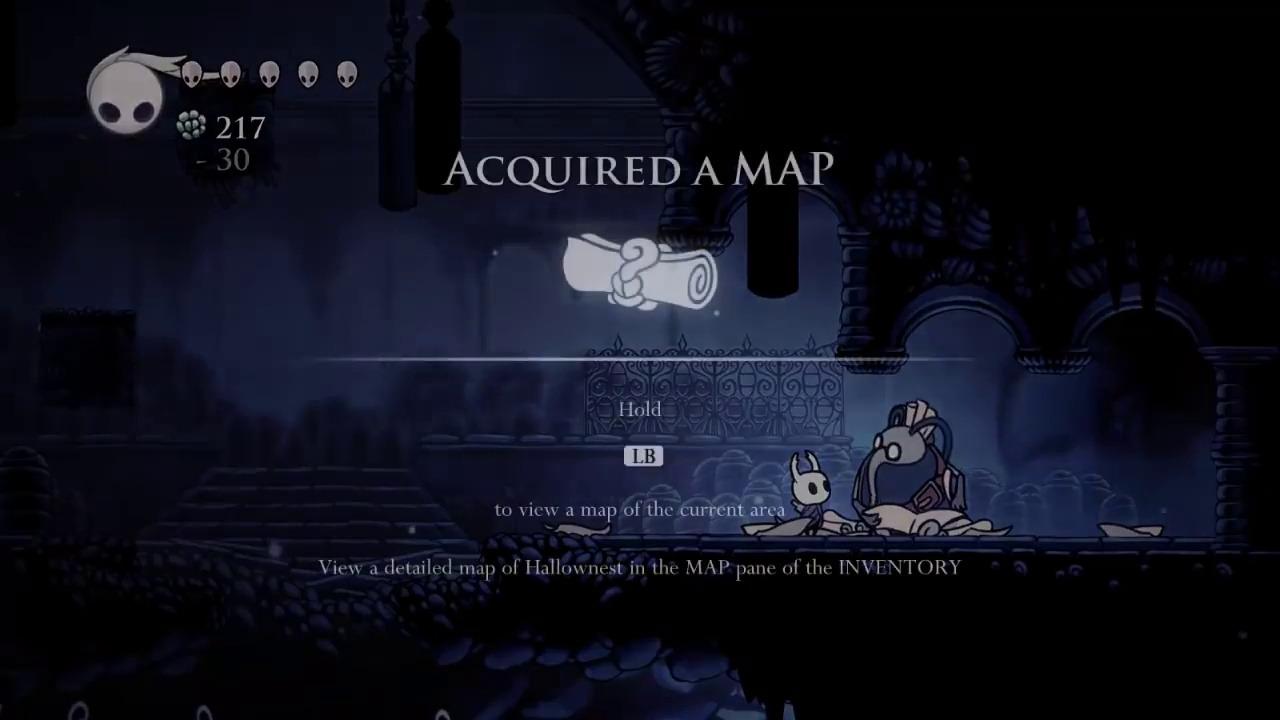 217
- 30
ACQUIRED A MAP
Hold
LB
to view a map of the current area
View a detailed map of Hallownest in the MAP pane of the INVENTORY